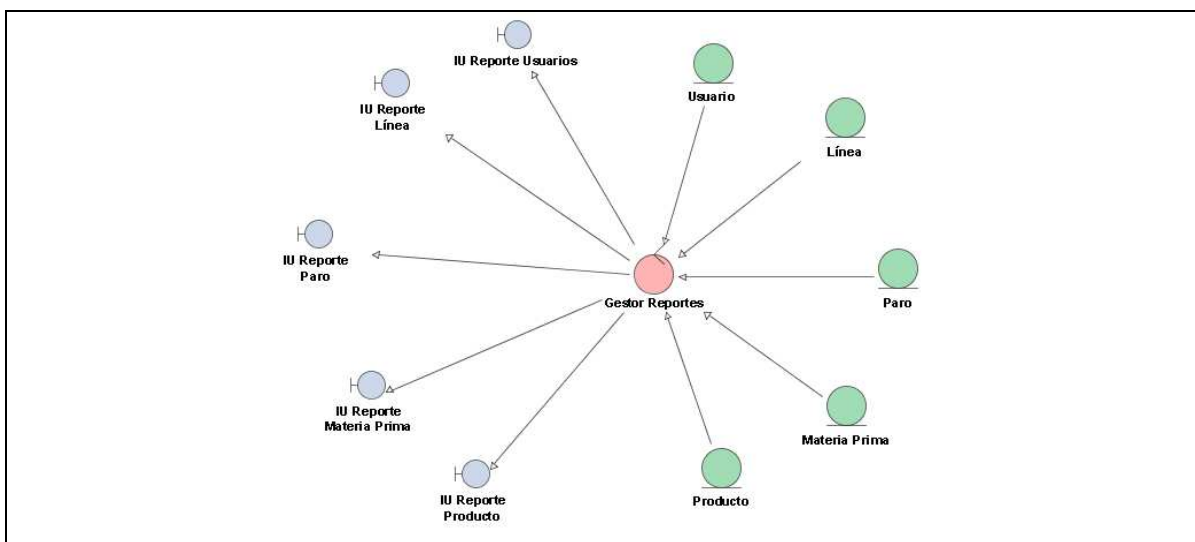 IU Reporte Usuarios
Usuario
IU Reporte
Línea
Línea
IU Reporte
Paro
Gestor Reportes
Paro
IU Reporte
Materia Prima
Materia Prima
IU Reporte
Producto
Producto